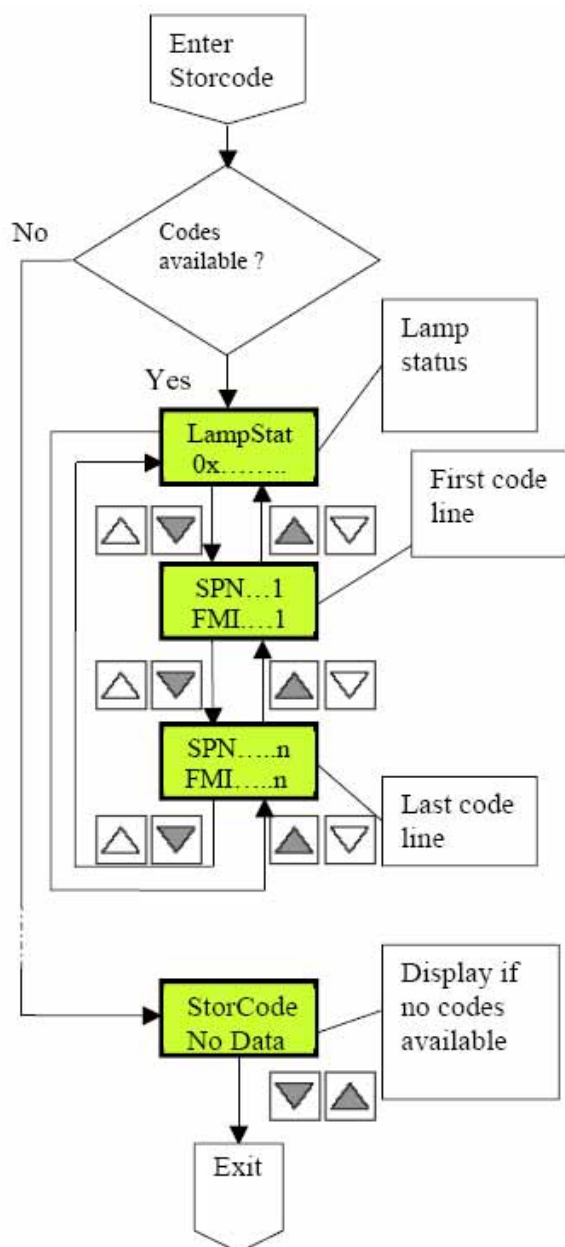 Enter
Storcode
No
Codes
available ?
Yes
Lamp
status
LampStat
0x........
First code
line
SPN...1
FMI....1
SPN.....n
FMI.....n
Last code
line
StorCode
No Data
Display if
no codes
available
Exit